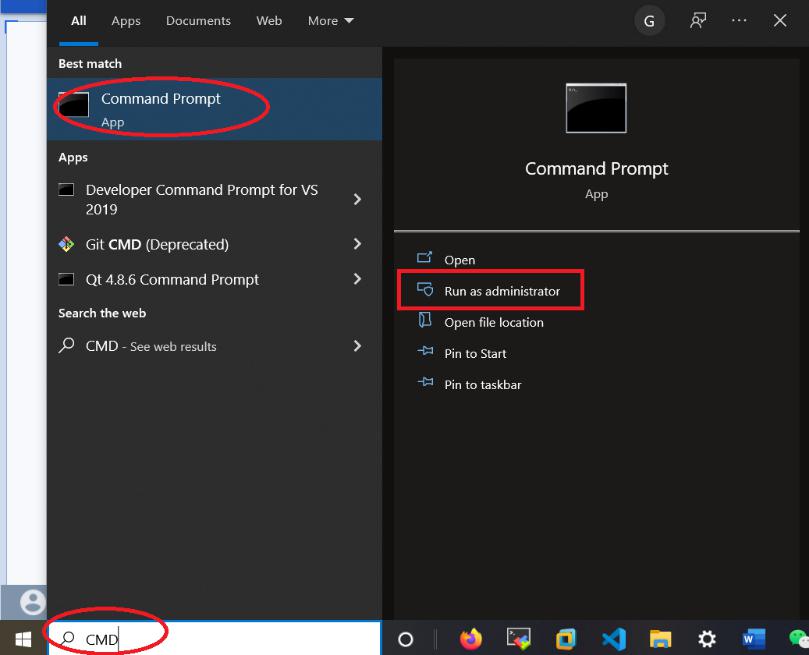 All Apps Documents Web More G
Best match
Command Prompt
App
Apps
Developer Command Prompt for VS
2019
Git CMD (Deprecated)
Qt 4.8.6 Command Prompt
Search the web
CMD - See web results
Command Prompt
App
Open
Run as administrator
Open file location
Pin to Start
Pin to taskbar
CMD